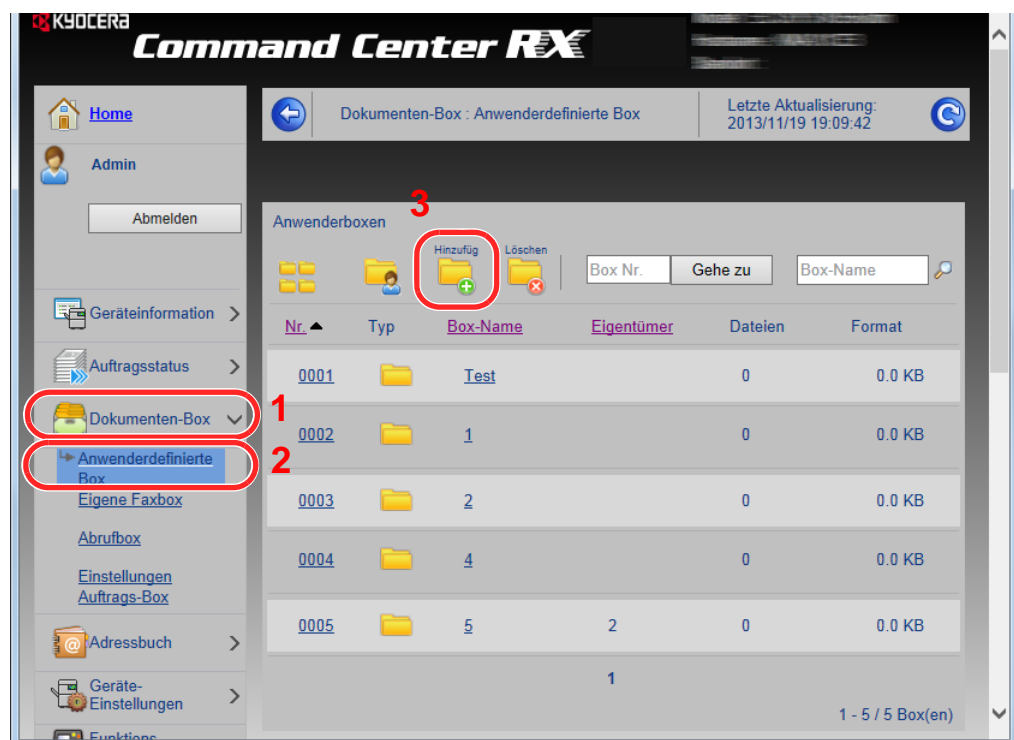 KYOCERA
Command Center RX
Home
Admin
Abmelden
Geräteinformation
Auftragsstatus
Dokumenten-Box
1
Anwenderdefinierte
Box
2
Eigene Faxbox
Abrufbox
Einstellungen
Auftrags-Box
Adressbuch
Geräte-
Einstellungen
Funktions
Dokumenten-Box : Anwenderdefinierte Box
Letzte Aktualisierung:
2013/11/19 19:09:42
3
Anwenderboxen
Hinzufüg Löschen
Box Nr. Gehe zu Box-Name
Nr. Typ Box-Name Eigentümer Dateien Format
0001 Test 0 0.0 KB
0002 1 0 0.0 KB
0003 2 0 0.0 KB
0004 4 0 0.0 KB
0005 5 2 0 0.0 KB
1
1 - 5 / 5 Box(en)